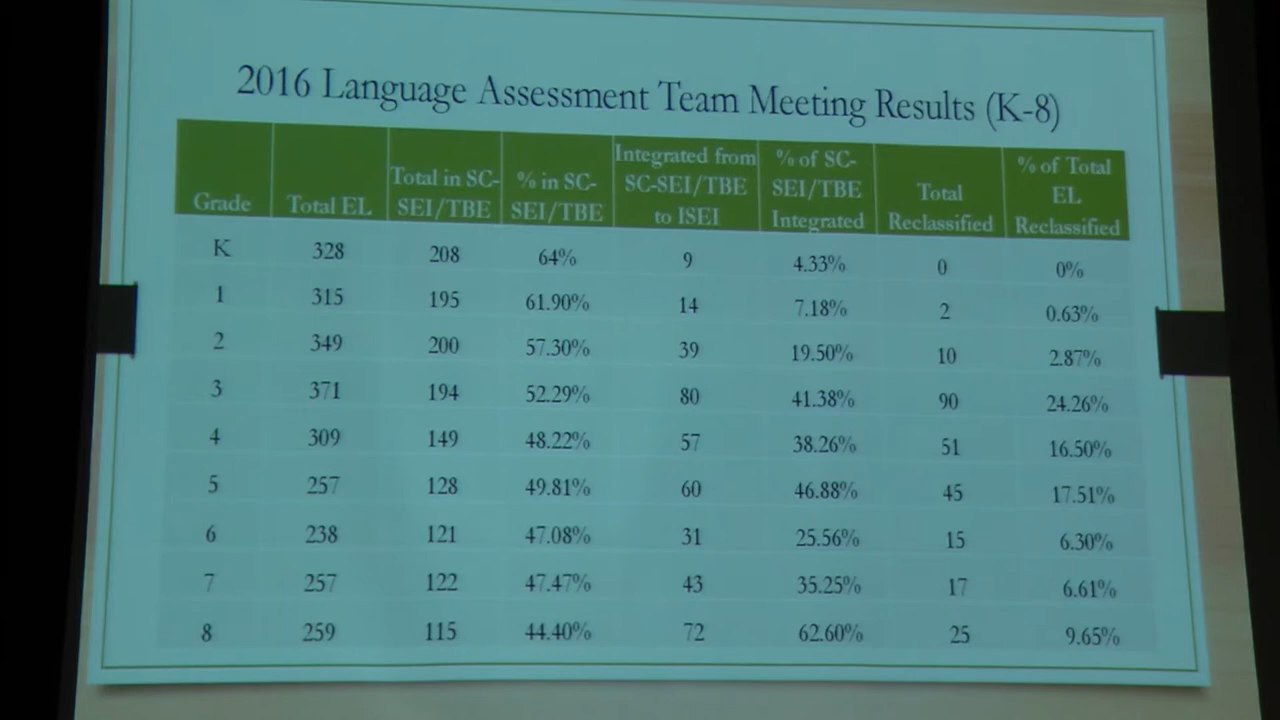 2016 Language Assessment Team Meeting Results (K-8)
Grade Total EL Total in SC-SEI/TBE % in SC-SEI/TBE Integrated from SC-SEI/TBE to ISEI % of SC-SEI/TBE Integrated Total Reclassified % of Total EL Reclassified
K 328 208 64% 9 4.33% 0 0%
1 315 195 61.90% 14 7.18% 2 0.63%
2 349 200 57.30% 39 19.50% 10 2.87%
3 371 194 52.29% 80 41.38% 90 24.26%
4 309 149 48.22% 57 38.26% 51 16.50%
5 257 128 49.81% 60 46.88% 45 17.51%
6 238 121 47.08% 31 25.56% 15 6.30%
7 257 122 47.47% 43 35.25% 17 6.61%
8 259 115 44.40% 72 62.60% 25 9.65%